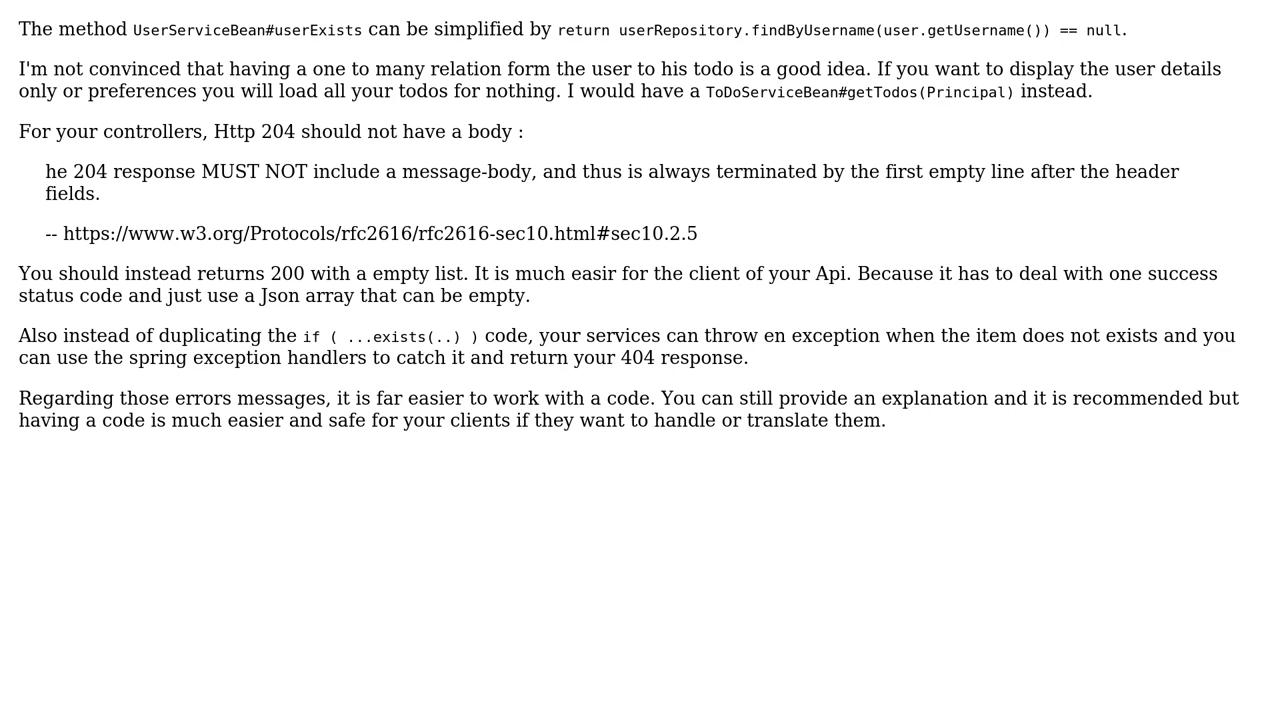 The method UserServiceBean#userExists can be simplified by return userRepository.findByUsername(user.getUsername()) == null.
I'm not convinced that having a one to many relation form the user to his todo is a good idea. If you want to display the user details
only or preferences you will load all your todos for nothing. I would have a ToDoServiceBean#getTodos(Principal) instead.
For your controllers, Http 204 should not have a body :
he 204 response MUST NOT include a message-body, and thus is always terminated by the first empty line after the header
fields.
-- https://www.w3.org/Protocols/rfc2616/rfc2616-sec10.html#sec10.2.5
You should instead returns 200 with a empty list. It is much easir for the client of your Api. Because it has to deal with one success
status code and just use a Json array that can be empty.
Also instead of duplicating the if ( ...exists(..) ) code, your services can throw en exception when the item does not exists and you
can use the spring exception handlers to catch it and return your 404 response.
Regarding those errors messages, it is far easier to work with a code. You can still provide an explanation and it is recommended but
having a code is much easier and safe for your clients if they want to handle or translate them.